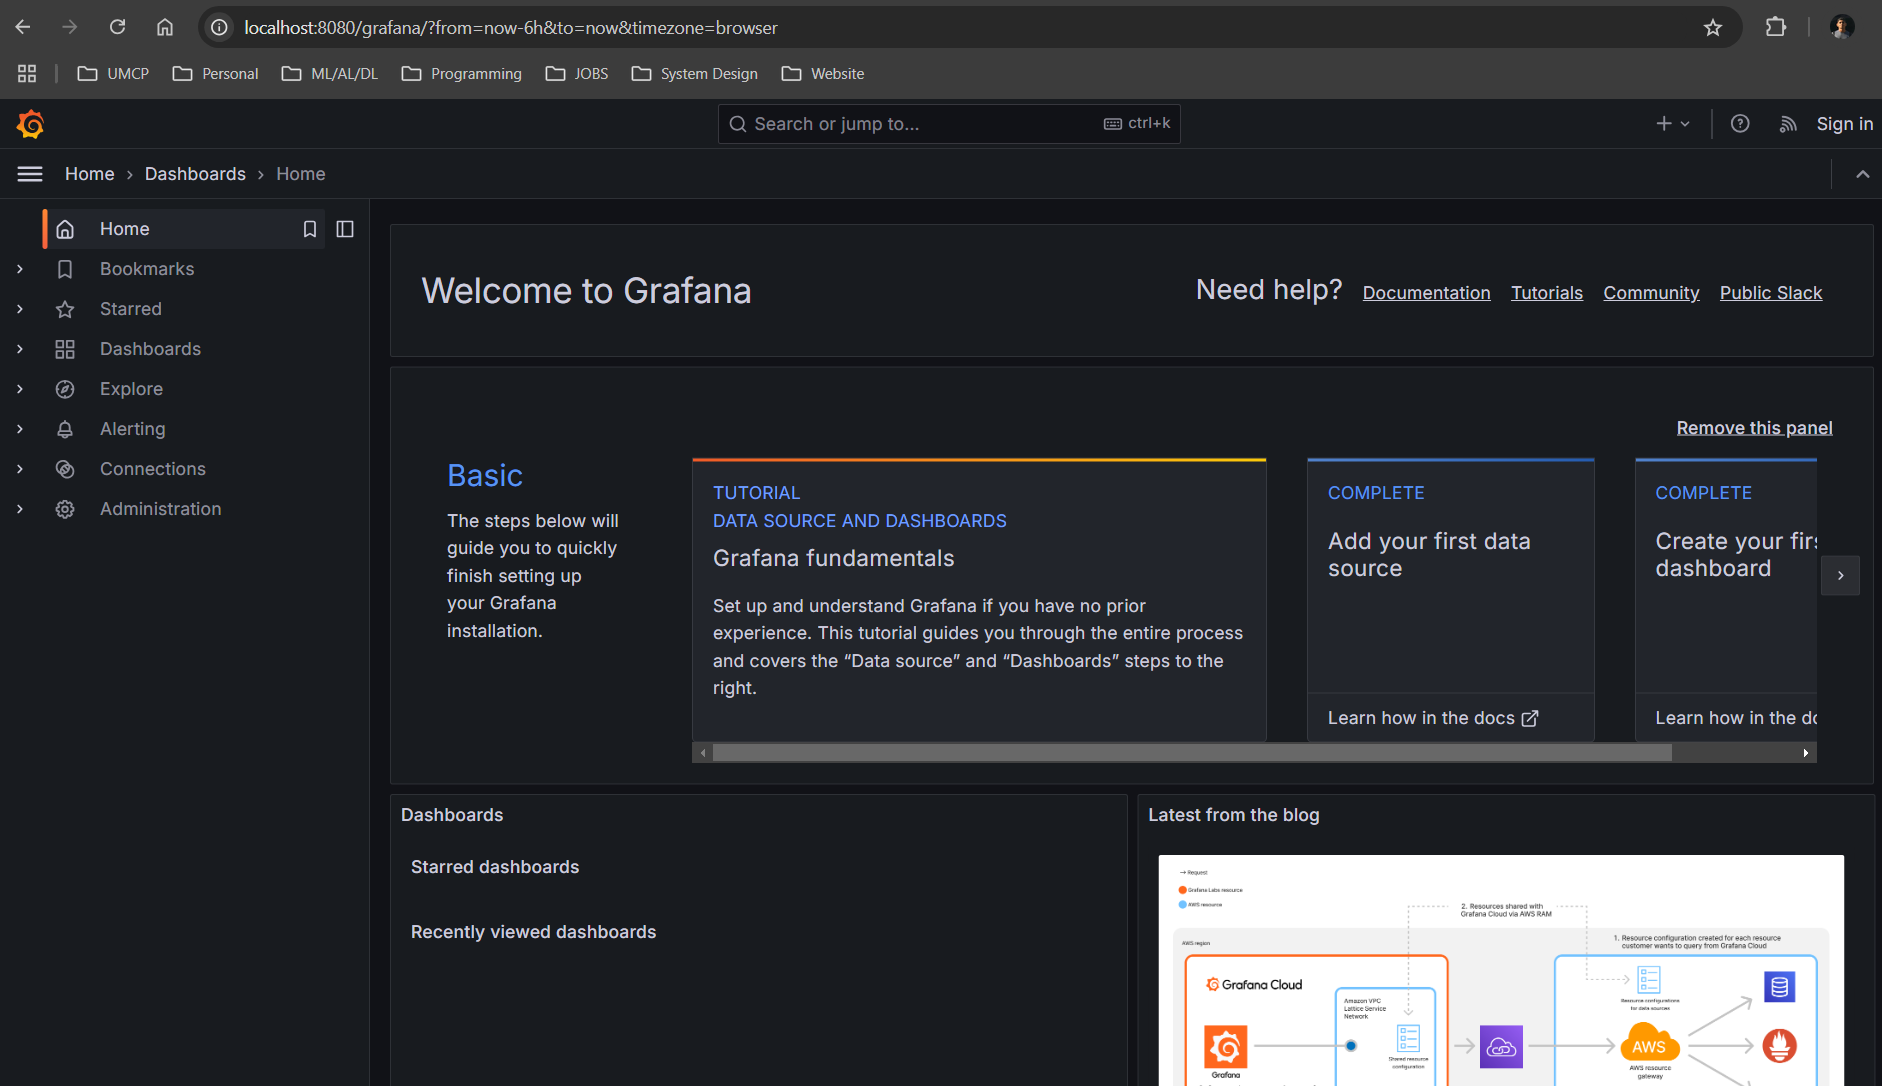 localhost:8080/grafana/?from=now-6h&to=now&timezone=browser
UMCP Personal ML/AL/DL Programming JOBS System Design Website
Search or jump to... ctrl+k Sign in
Home › Dashboards › Home
Home
Bookmarks
Starred
Dashboards
Explore
Alerting
Connections
Administration
Welcome to Grafana
Need help? Documentation Tutorials Community Public Slack
Remove this panel
Basic
The steps below will
guide you to quickly
finish setting up
your Grafana
installation.
TUTORIAL
DATA SOURCE AND DASHBOARDS
Grafana fundamentals
Set up and understand Grafana if you have no prior
experience. This tutorial guides you through the entire process
and covers the “Data source” and “Dashboards” steps to the
right.
COMPLETE
Add your first data
source
Learn how in the docs
COMPLETE
Create your firs
dashboard
Learn how in the do
Dashboards
Starred dashboards
Recently viewed dashboards
Latest from the blog
Request
Grafana Labs resource
AWS resource
2. Resources shared with
Grafana Cloud via AWS RAM
AWS region
1. Resource configuration created for each resource
customer wants to query from Grafana Cloud
Grafana Cloud
Amazon VPC
Lattice Service
Network
Shared resource
configuration
Grafana
Resource configurations
for data sources
AWS
AWS resource
gateway